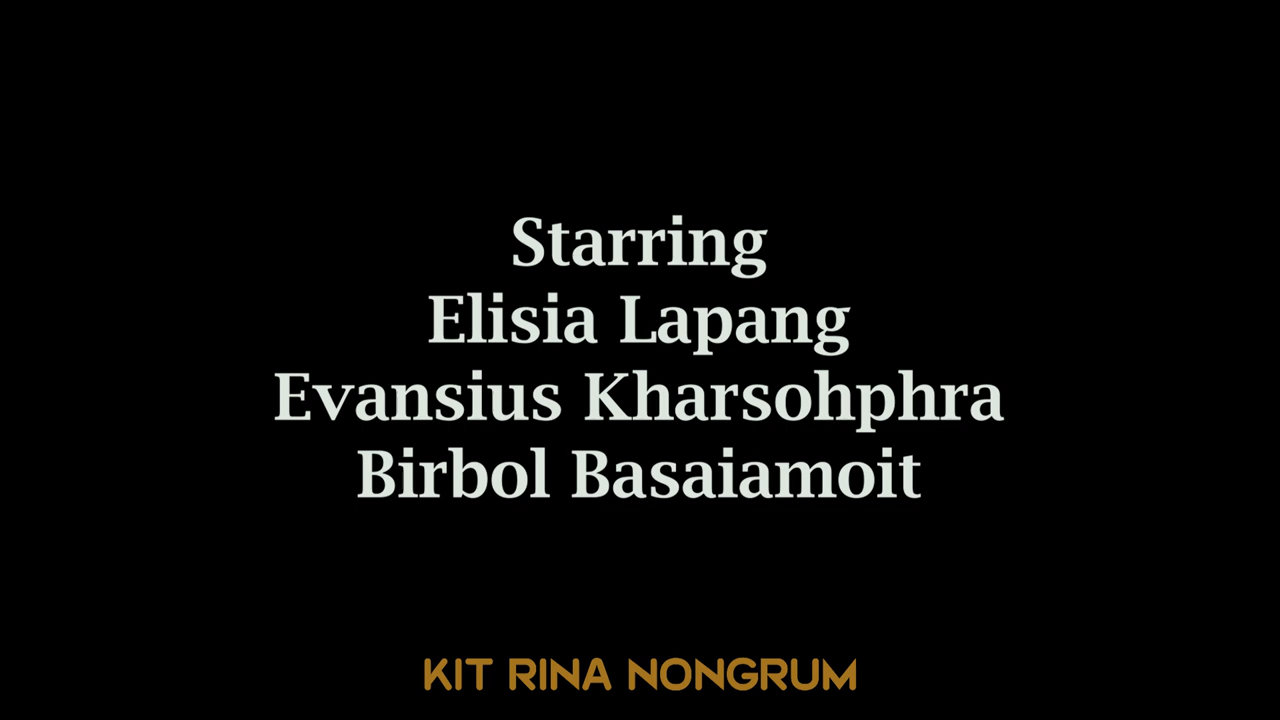 Starring
Elisia Lapang
Evansius Kharsohphra
Birbol Basaiamoit
KIT RINA NONGRUM